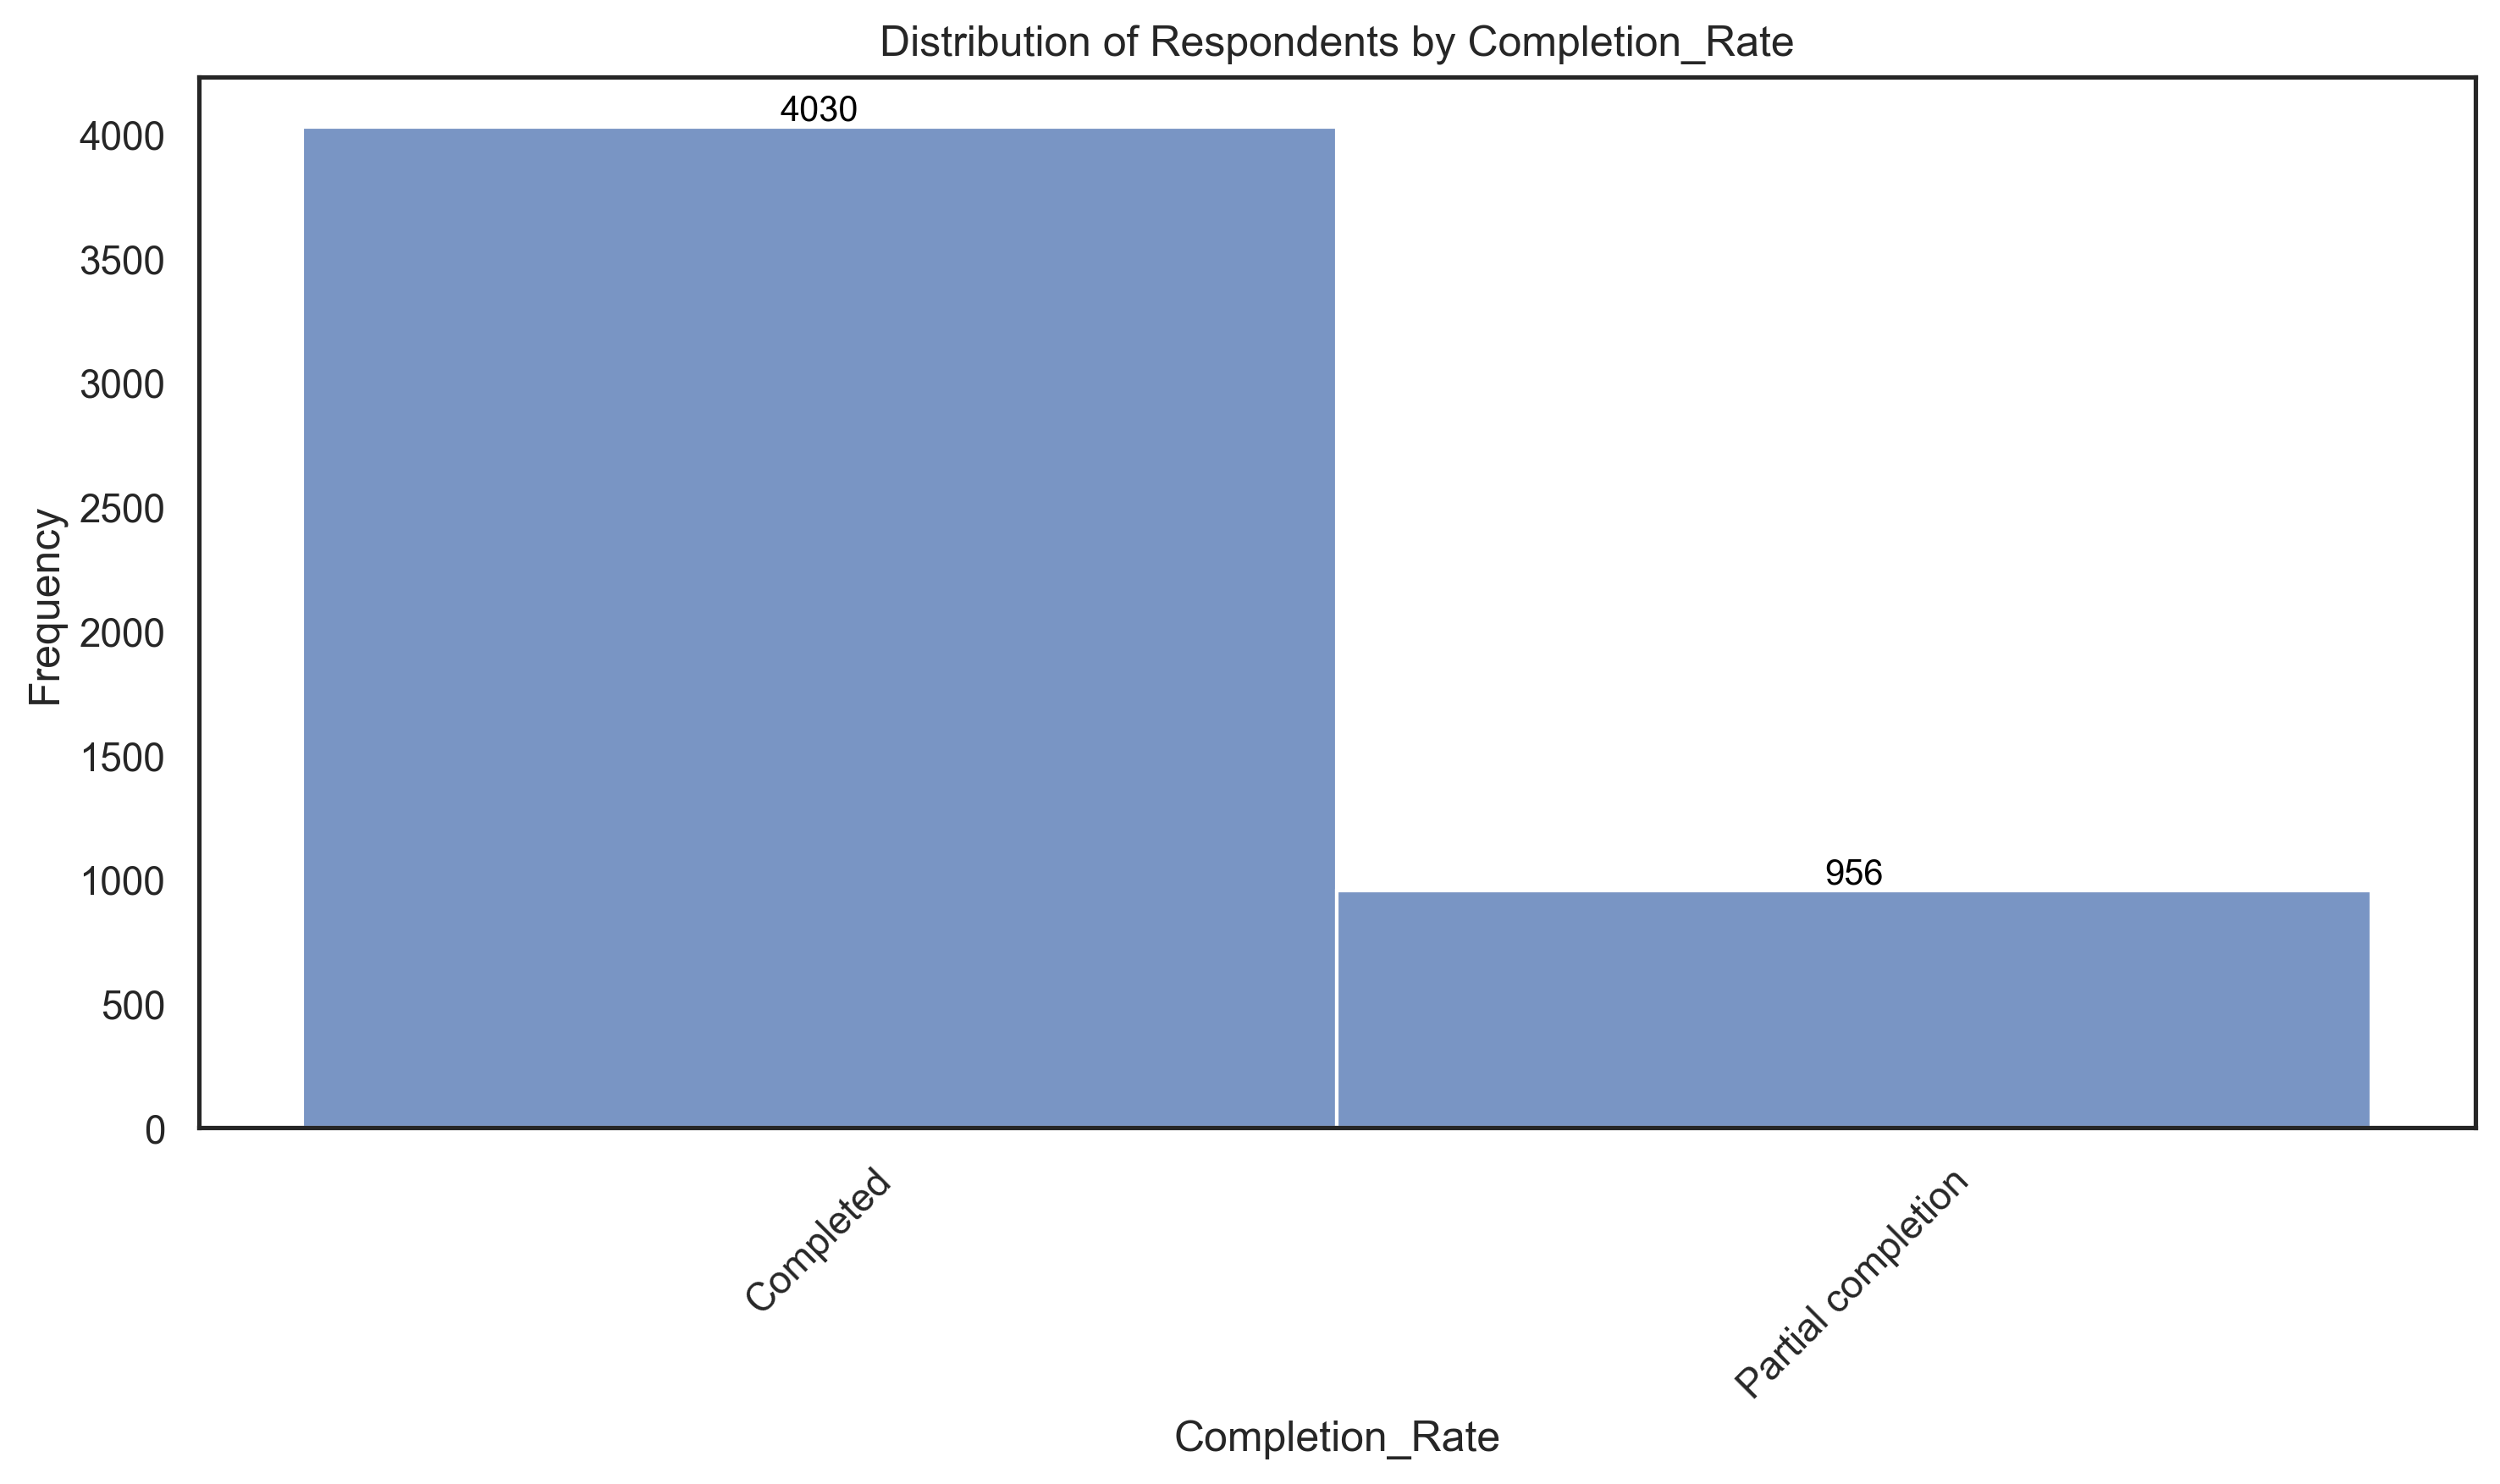 Distribution of Respondents by Completion_Rate
4030
4000
3500
3000
2500
2000
1500
1000
500
0
Frequency
956
Completed
Partial completion
Completion_Rate